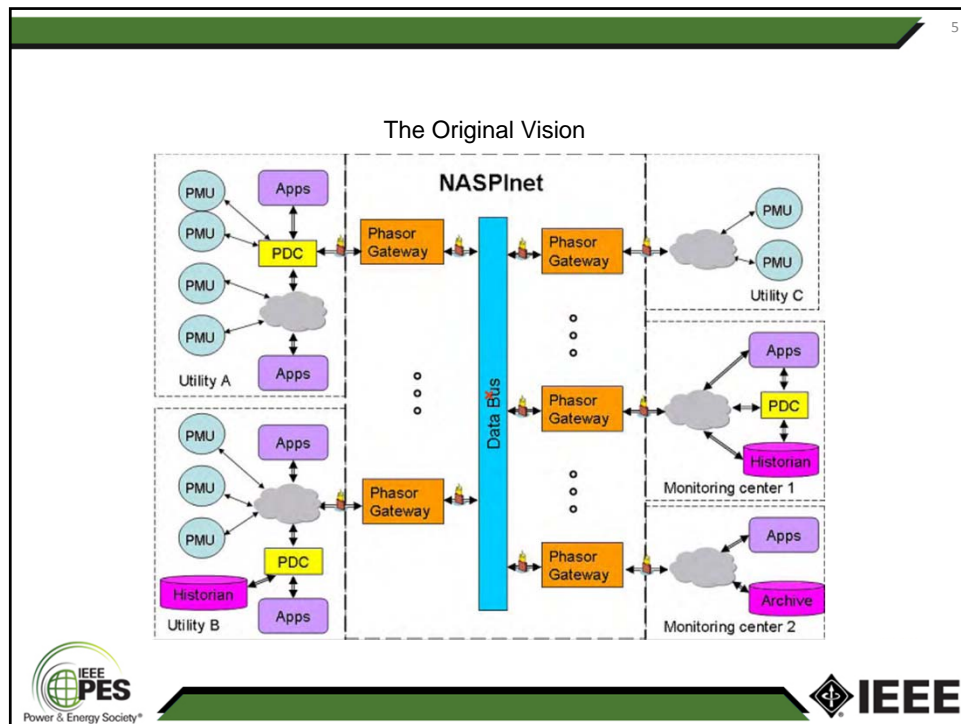 5
The Original Vision
NASPInet
PMU
PMU
PMU
PMU
Apps
PDC
Apps
Utility A
Phasor
Gateway
PMU
PMU
PMU
Apps
PDC
Historian
Apps
Utility B
Phasor
Gateway
Data Bus
Phasor
Gateway
PMU
PMU
Utility C
Phasor
Gateway
Apps
PDC
Historian
Monitoring center 1
Phasor
Gateway
Apps
Archive
Monitoring center 2
IEEE
PES
Power & Energy Society®
IEEE